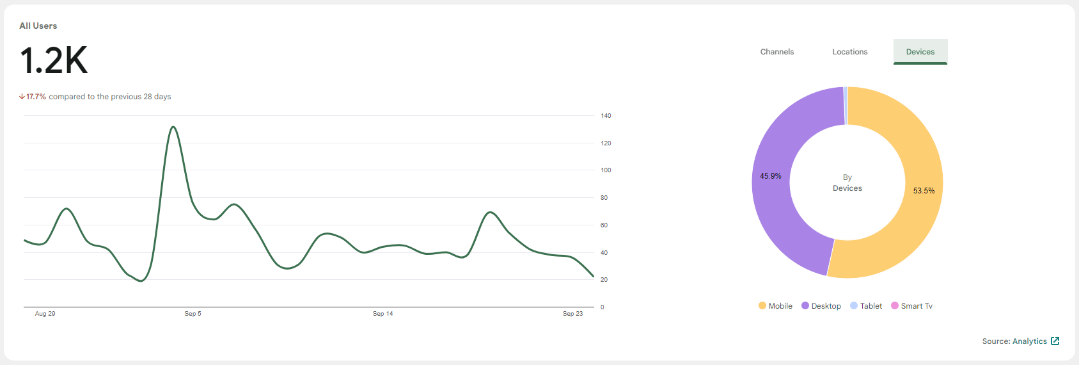 All Users
1.2K
↓17.7% compared to the previous 28 days
140
120
100
80
60
40
20
0
Aug 29 Sep 5 Sep 14 Sep 23
Channels Locations Devices
45.9%
By
Devices
53.5%
Mobile Desktop Tablet Smart Tv
Source: Analytics